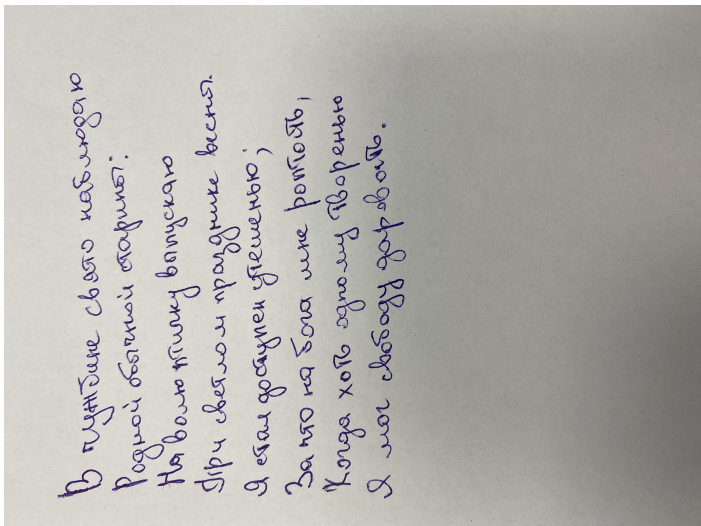 В чужбине свято наблюдаю
Родной обычной старины:
На волю птичку выпускаю
При светлом празднике весны.
Я стал доступен утешенью;
За что на бога мне роптать,
Когда хоть одному творенью
Я мог свободу даровать.